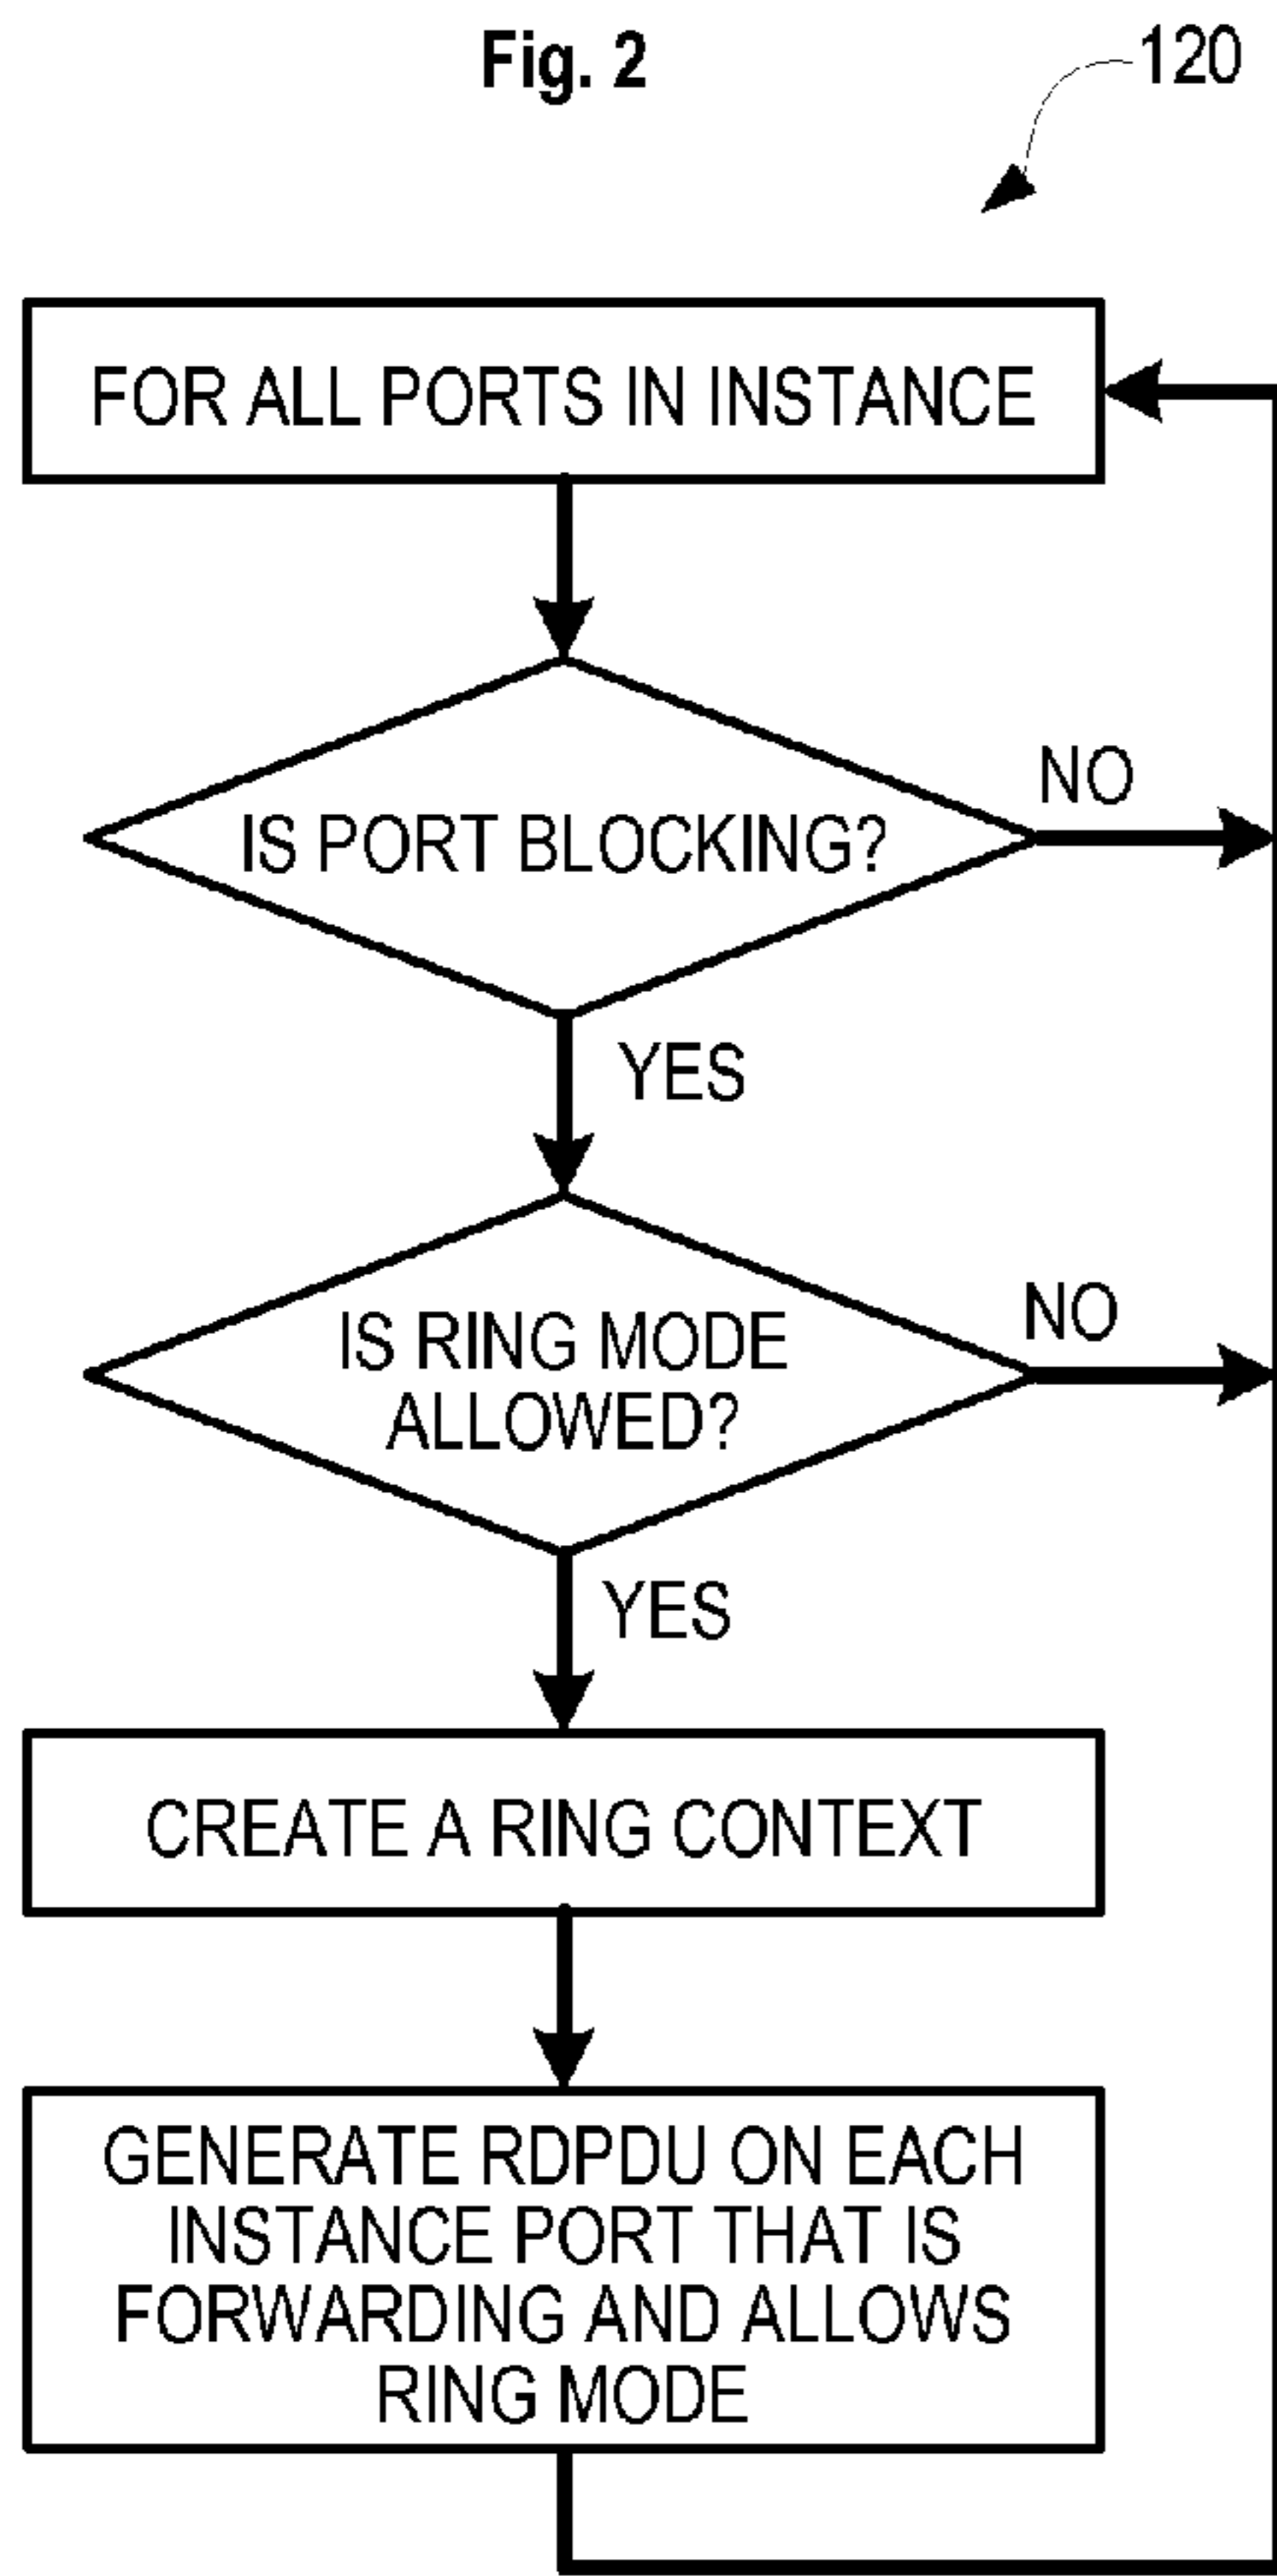 Fig. 2
120
FOR ALL PORTS IN INSTANCE
IS PORT BLOCKING?
NO
YES
IS RING MODE
ALLOWED?
NO
YES
CREATE A RING CONTEXT
GENERATE RDPDU ON EACH
INSTANCE PORT THAT IS
FORWARDING AND ALLOWS
RING MODE